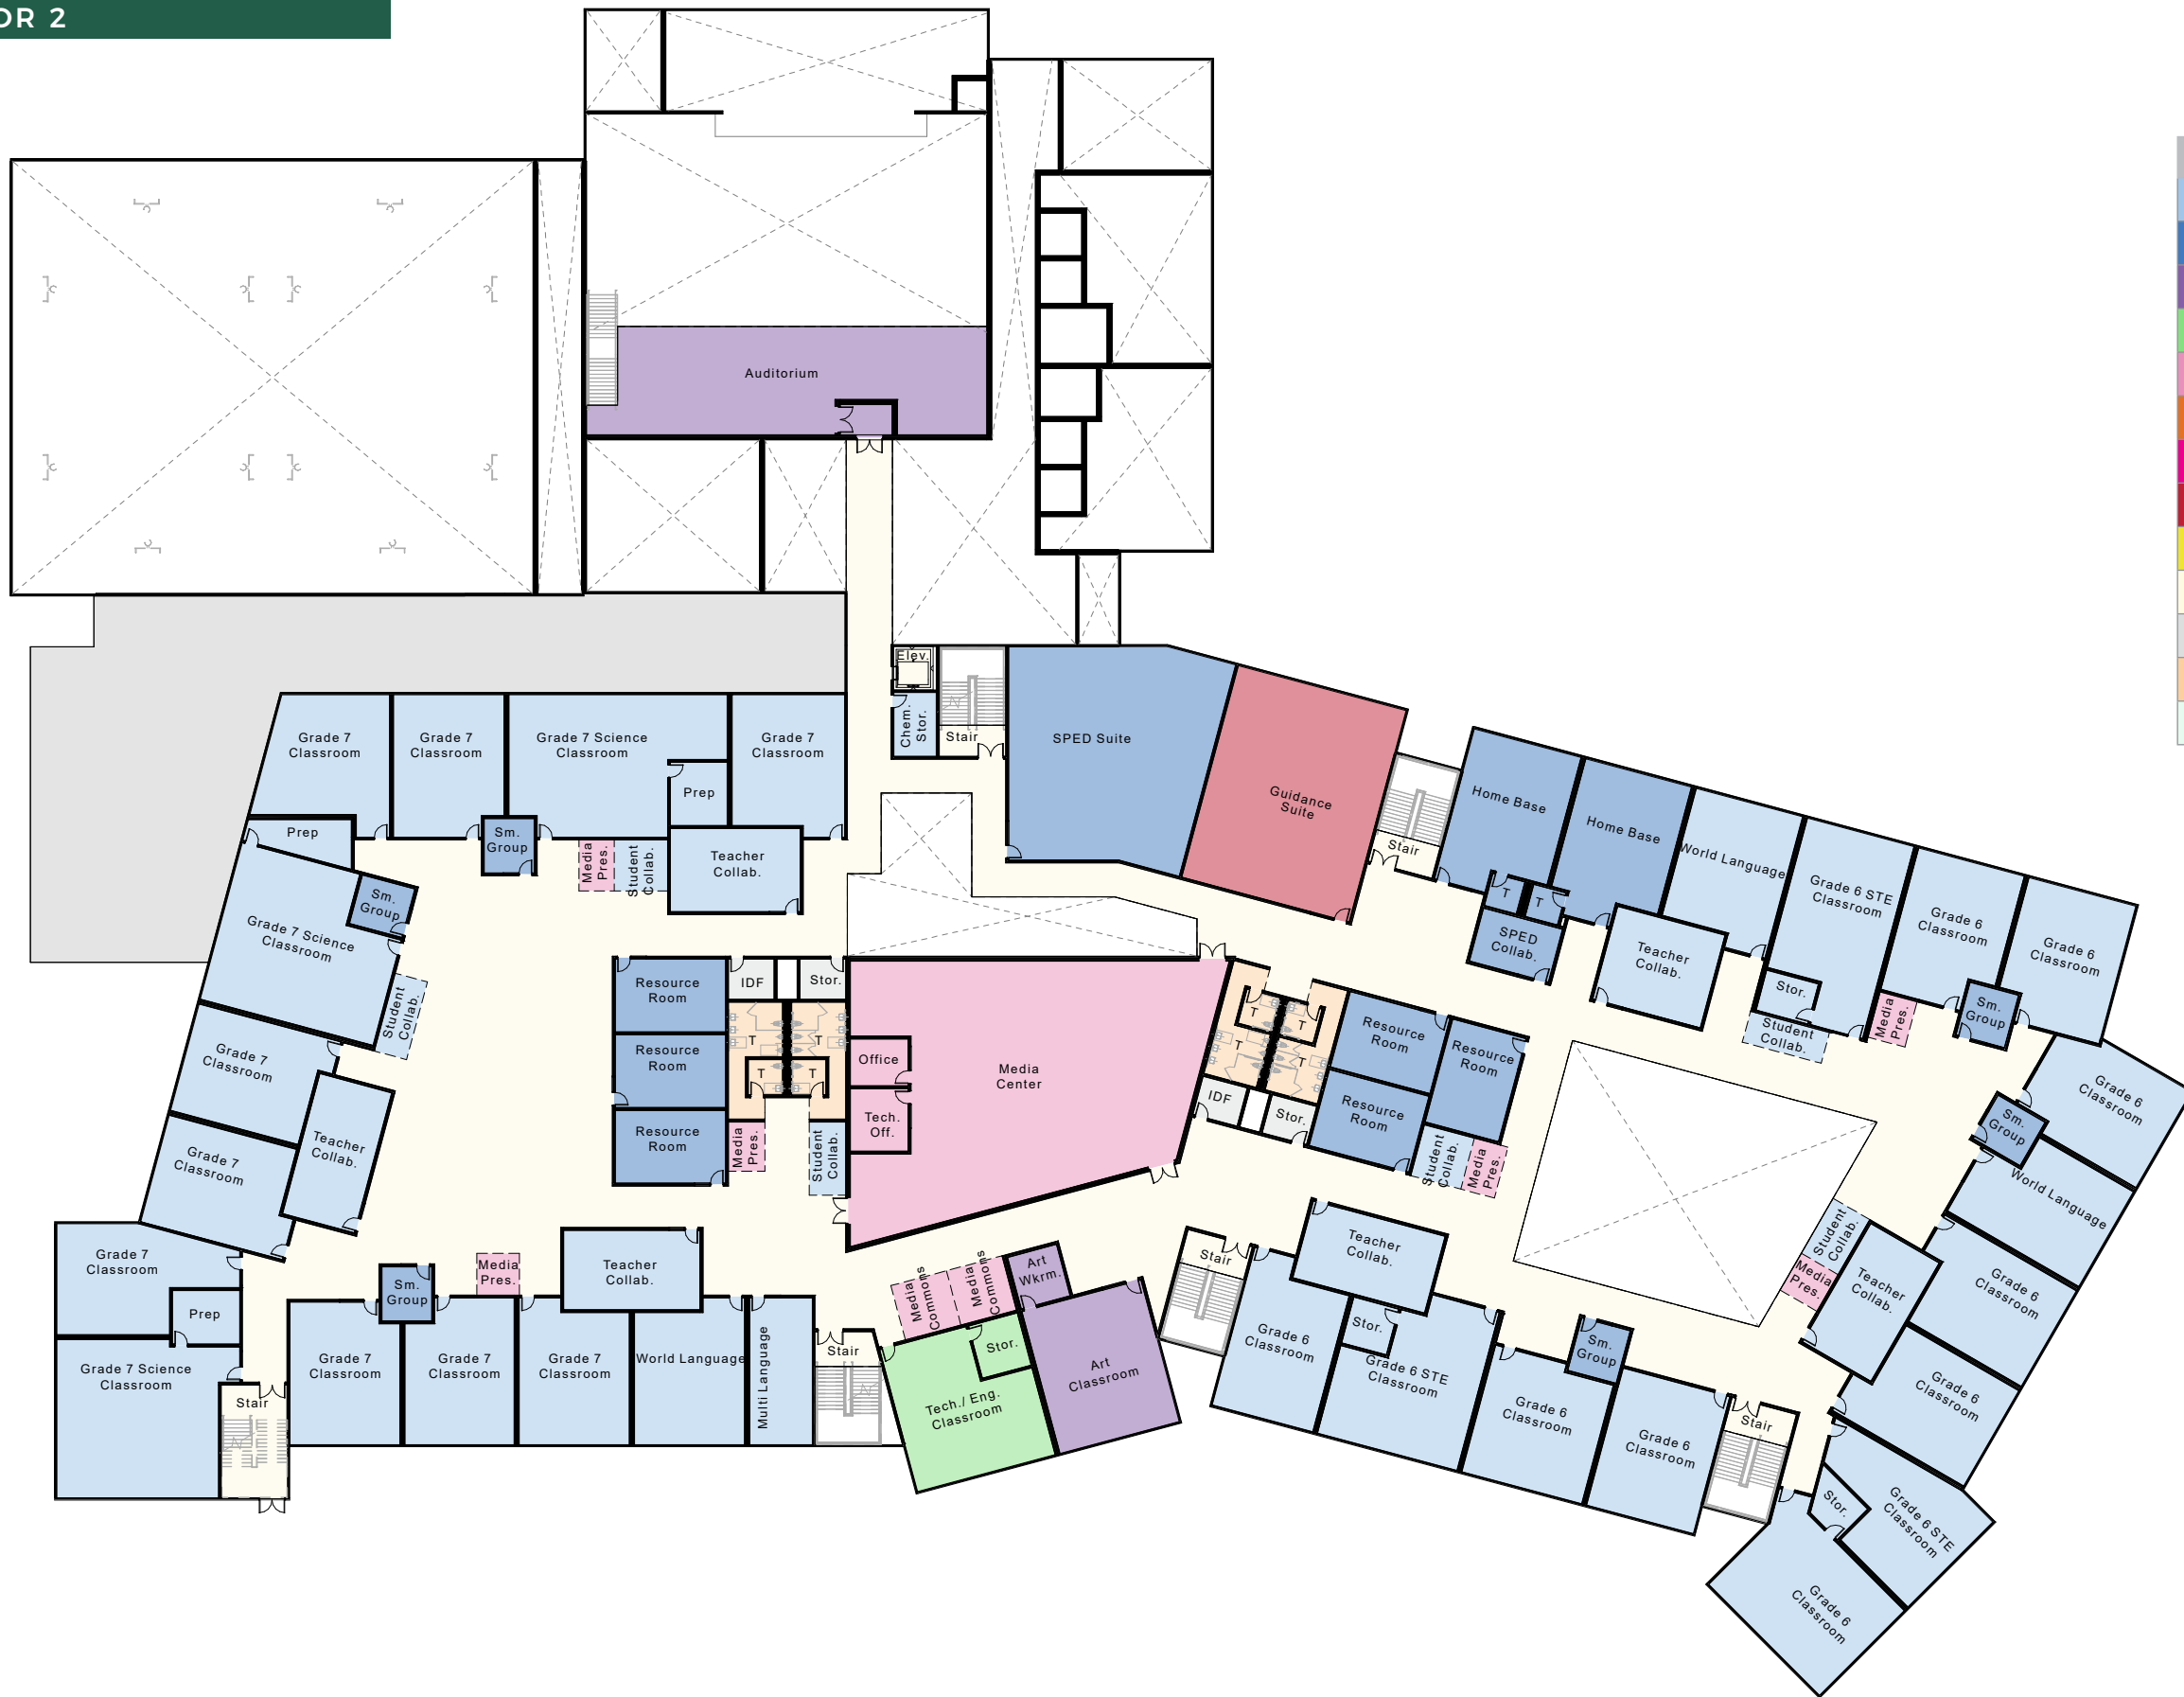 OR 2
Auditorium
Elev.
Chem.
Stor.
Stair
SPED Suite
Guidance
Suite
Grade 7
Classroom
Grade 7
Classroom
Grade 7 Science
Classroom
Prep
Grade 7
Classroom
Prep
Sm.
Group
Media
Pres.
Student
Collab.
Teacher
Collab.
Sm.
Group
Grade 7 Science
Classroom
Student
Collab.
Grade 7
Classroom
Teacher
Collab.
Grade 7
Classroom
Grade 7
Classroom
Prep
Grade 7 Science
Classroom
Stair
Resource
Room
Resource
Room
Resource
Room
IDF
Stor.
T
T
T
T
Media
Pres.
Student
Collab.
Office
Tech.
Off.
Media
Center
Sm.
Group
Media
Pres.
Teacher
Collab.
Grade 7
Classroom
Grade 7
Classroom
Grade 7
Classroom
World Language
Multi Language
Stair
Media
Commons
Media
Commons
Art
Wkrm.
Stor.
Tech./ Eng.
Classroom
Art
Classroom
Stair
Home Base
Home Base
World Language
Grade 6 STE
Classroom
Grade 6
Classroom
Grade 6
Classroom
T
T
SPED
Collab.
Teacher
Collab.
Stor.
Student
Collab.
Media
Pres.
Sm.
Group
T
T
T
T
IDF
Stor.
Resource
Room
Resource
Room
Resource
Room
Student
Collab.
Media
Pres.
Grade 6
Classroom
Sm.
Group
World Language
Student
Collab.
Media
Pres.
Teacher
Collab.
Grade 6
Classroom
Grade 6
Classroom
Stair
Teacher
Collab.
Grade 6
Classroom
Stor.
Grade 6 STE
Classroom
Sm.
Group
Grade 6
Classroom
Grade 6
Classroom
Stair
Stor.
Grade 6 STE
Classroom
Grade 6
Classroom